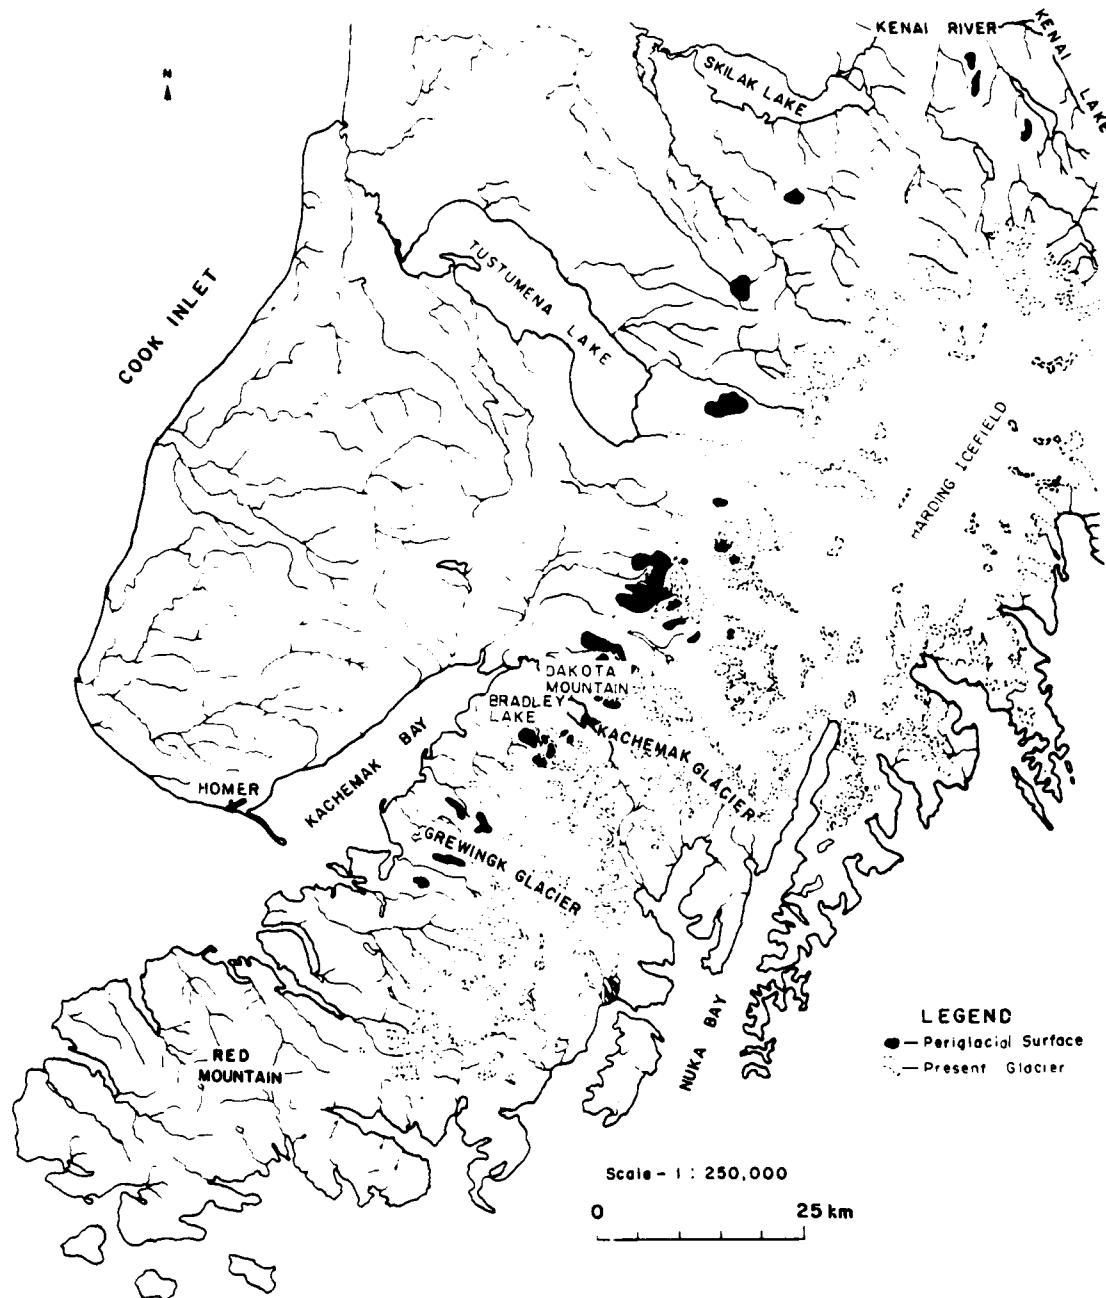 KENAI RIVER
KENAI LAKE
N
SKILAK LAKE
TUSTUMENA LAKE
COOK INLET
HARDING ICEFIELD
DAKOTA
MOUNTAIN
BRADLEY
LAKE
KACHEMAK GLACIER
KACHEMAK BAY
HOMER
GREWINGK GLACIER
NUKA BAY
RED
MOUNTAIN
LEGEND
— Periglacial Surface
— Present Glacier
Scale - 1 : 250,000
0 25 km